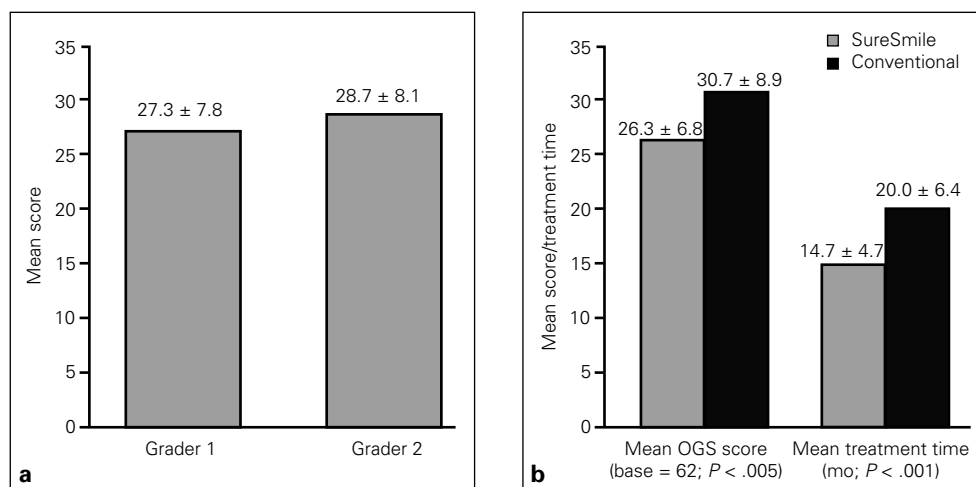 35
30
25
20
15
10
5
0
Mean score
27.3 ± 7.8
28.7 ± 8.1
Grader 1
Grader 2
a
SureSmile
Conventional
35
30
25
20
15
10
5
0
Mean score/treatment time
26.3 ± 6.8
30.7 ± 8.9
14.7 ± 4.7
20.0 ± 6.4
Mean OGS score
(base = 62; P < .005)
Mean treatment time
(mo; P < .001)
b